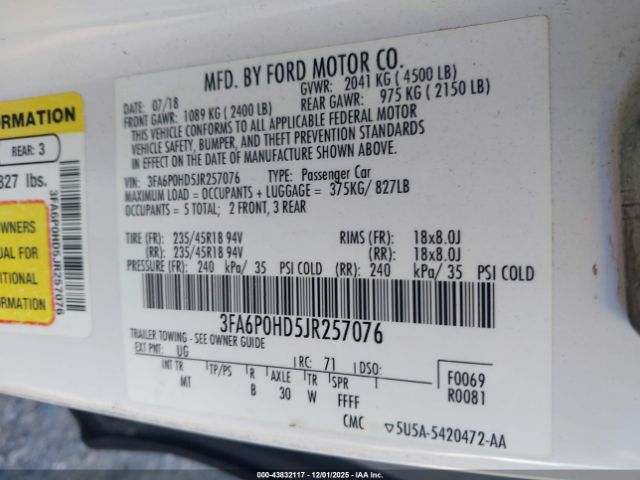 MFD. BY FORD MOTOR CO.
DATE: 07/18 GVWR: 2041 KG ( 4500 LB)
FRONT GAWR: 1089 KG ( 2400 LB) REAR GAWR: 975 KG ( 2150 LB)
THIS VEHICLE CONFORMS TO ALL APPLICABLE FEDERAL MOTOR
VEHICLE SAFETY, BUMPER, AND THEFT PREVENTION STANDARDS
IN EFFECT ON THE DATE OF MANUFACTURE SHOWN ABOVE.
VIN: 3FA6P0HD5JR257076 TYPE: Passenger Car
MAXIMUM LOAD = OCCUPANTS + LUGGAGE = 375KG/ 827LB
OCCUPANTS = 5 TOTAL; 2 FRONT, 3 REAR
TIRE (FR): 235/45R18 94V RIMS (FR): 18x8.0J
(RR): 235/45R18 94V (RR): 18x8.0J
PRESSURE (FR): 240 kPa/ 35 PSI COLD (RR): 240 kPa/ 35 PSI COLD
3FA6P0HD5JR257076
TRAILER TOWING - SEE OWNER GUIDE
EXT PNT: UG RC: 71 DSO:
INT TR TP/PS R AXLE TR SPR
MT B 30 W FFFF
F0069
R0081
CMC 5U5A-5420472-AA
ORMATION
REAR: 3
827 lbs.
3FA6P0HD5JR257076
OWNERS
UAL FOR
ITIONAL
ORMATION
000-43832117 - 12/01/2025 - IAAI.COM